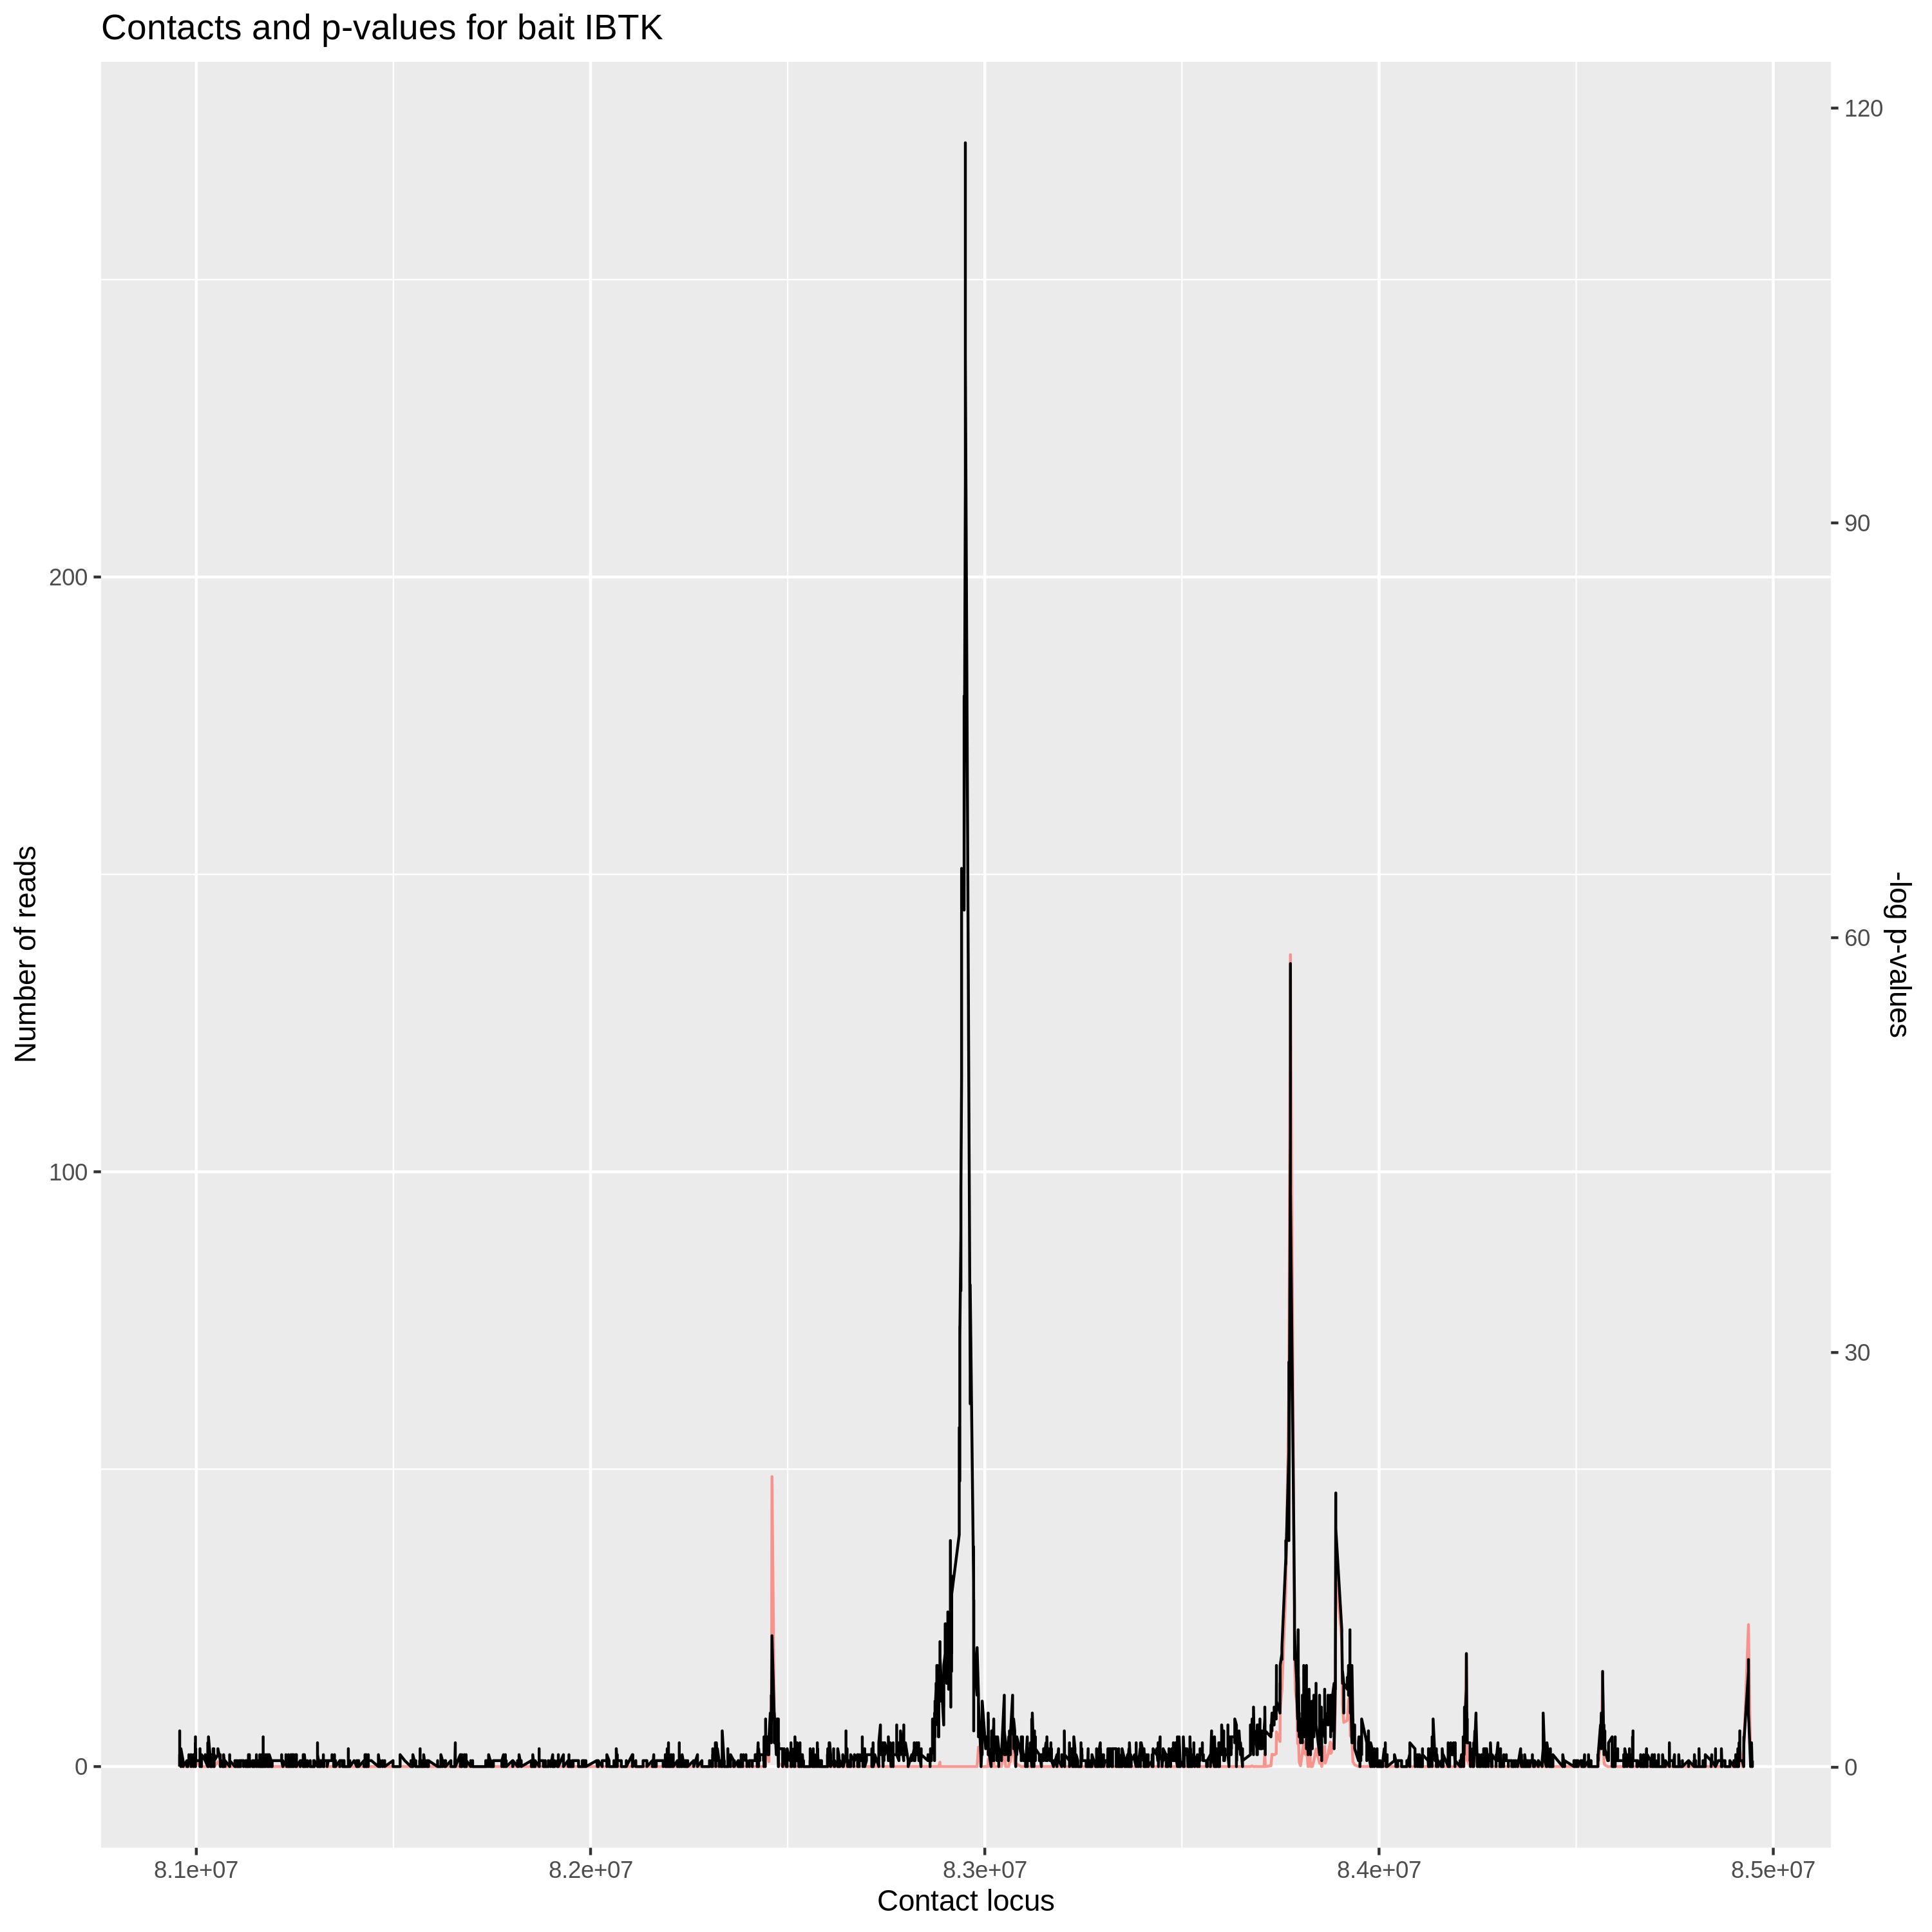 Contacts and p-values for bait IBTK
120
90
200
Number of reads
-log p-values
60
100
30
0
0
8.1e+07
8.2e+07
8.3e+07
8.4e+07
8.5e+07
Contact locus